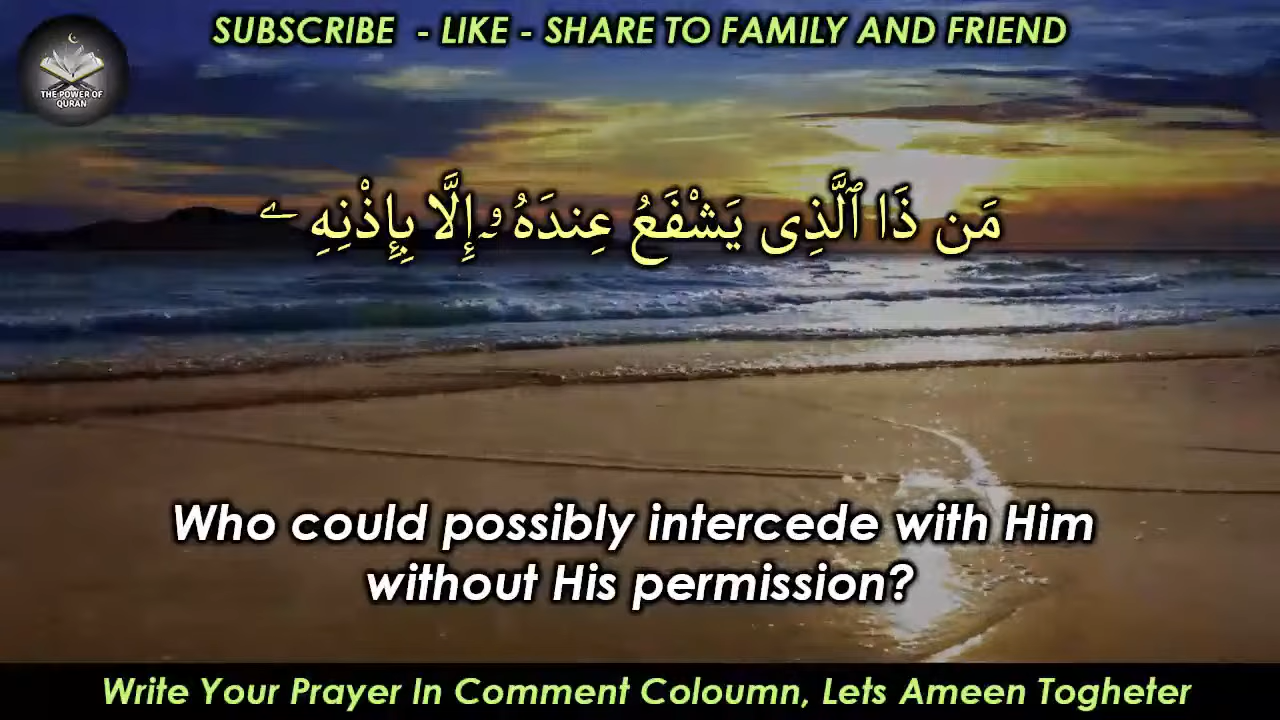 SUBSCRIBE - LIKE - SHARE TO FAMILY AND FRIEND
THE POWER OF
QURAN
مَن ذَا ٱلَّذِى يَشْفَعُ عِندَهُۥٓ إِلَّا بِإِذْنِهِۦ
Who could possibly intercede with Him
without His permission?
Write Your Prayer In Comment Coloumn, Lets Ameen Togheter